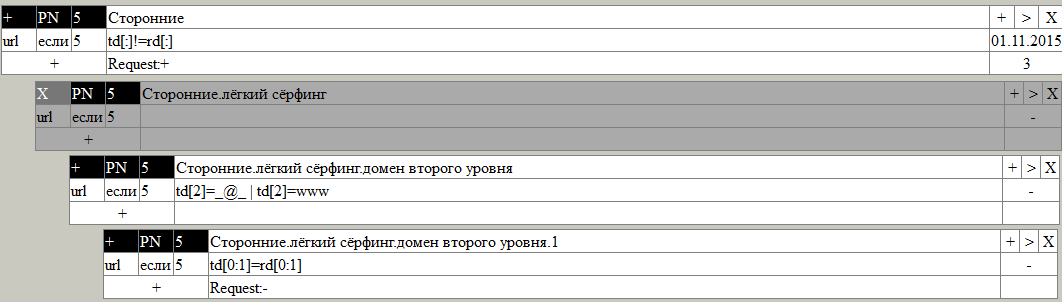 + PN 5 Сторонние + > X
url если 5 td[:]!=rd[:] 01.11.2015
+ Request:+ 3
X PN 5 Сторонние.лёгкий сёрфинг + > X
url если 5 -
+
+ PN 5 Сторонние.лёгкий сёрфинг.домен второго уровня + > X
url если 5 td[2]=_@_ | td[2]=www -
+
+ PN 5 Сторонние.лёгкий сёрфинг.домен второго уровня.1 + > X
url если 5 td[0:1]=rd[0:1] -
+ Request:-